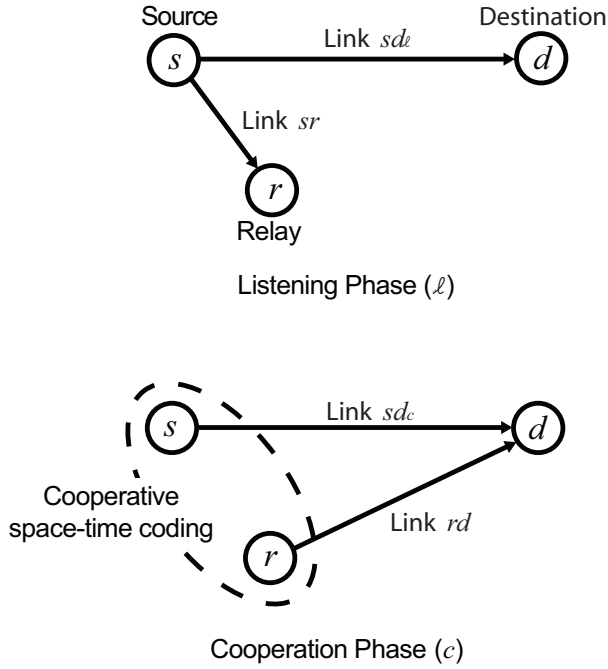 Source
Destination
s
Link sdℓ
d
Link sr
r
Relay
Listening Phase (ℓ)
s
Link sdc
d
Cooperative
space-time coding
Link rd
r
Cooperation Phase (c)